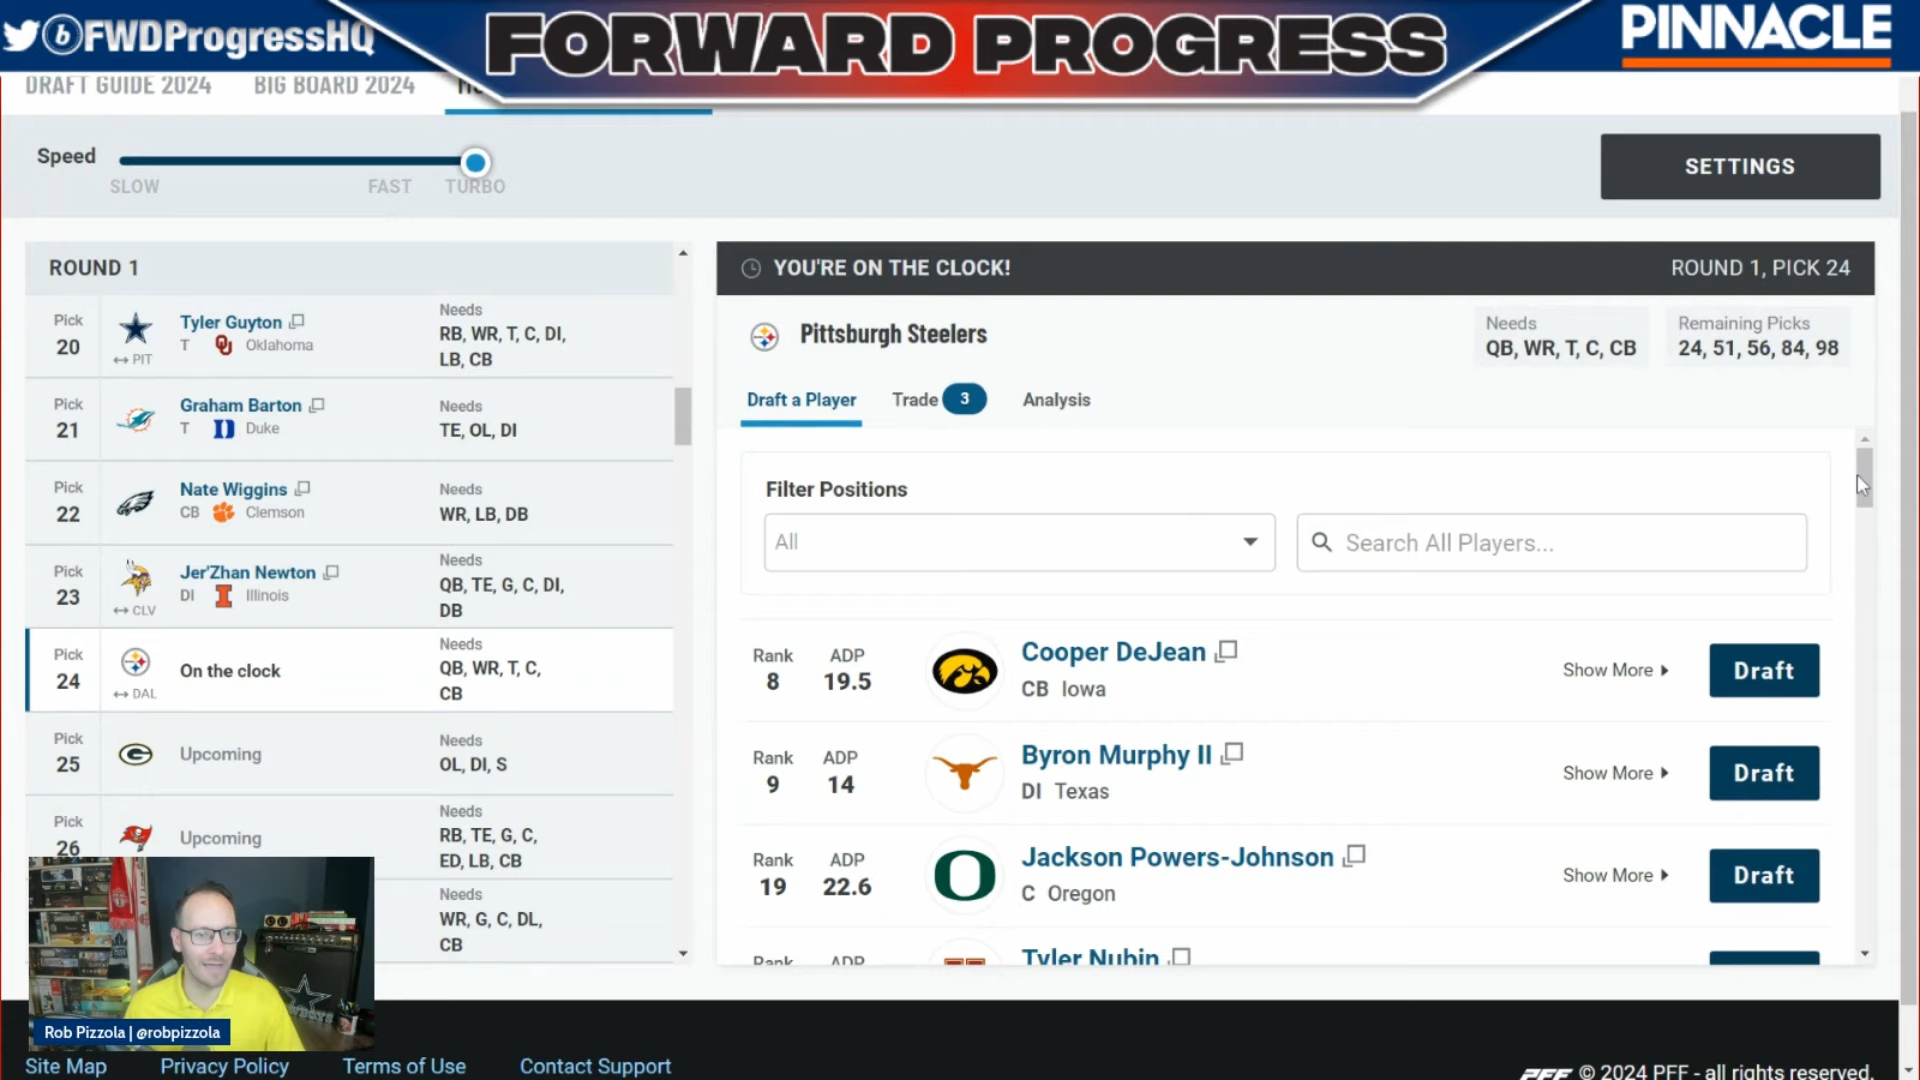 FWDProgressHQ
FORWARD PROGRESS
PINNACLE
DRAFT GUIDE 2024
BIG BOARD 2024
Speed
SLOW
FAST
TURBO
SETTINGS
ROUND 1
Pick
20
PIT
Tyler Guyton
T
Oklahoma
Needs
RB, WR, T, C, DI,
LB, CB
Pick
21
Graham Barton
T
Duke
Needs
TE, OL, DI
Pick
22
Nate Wiggins
CB
Clemson
Needs
WR, LB, DB
Pick
23
CLV
Jer'Zhan Newton
DI
Illinois
Needs
QB, TE, G, C, DI,
DB
Pick
24
DAL
On the clock
Needs
QB, WR, T, C,
CB
Pick
25
Upcoming
Needs
OL, DI, S
Pick
26
Upcoming
Needs
RB, TE, G, C,
ED, LB, CB
Needs
WR, G, C, DL,
CB
YOU'RE ON THE CLOCK!
ROUND 1, PICK 24
Pittsburgh Steelers
Needs
QB, WR, T, C, CB
Remaining Picks
24, 51, 56, 84, 98
Draft a Player
Trade 3
Analysis
Filter Positions
All
Search All Players...
Rank
8
ADP
19.5
Cooper DeJean
CB Iowa
Show More
Draft
Rank
9
ADP
14
Byron Murphy II
DI Texas
Show More
Draft
Rank
19
ADP
22.6
Jackson Powers-Johnson
C Oregon
Show More
Draft
Rank
ADP
Tyler Nubin
Rob Pizzola | @robpizzola
Site Map
Privacy Policy
Terms of Use
Contact Support
PFF © 2024 PFF - all rights reserved.